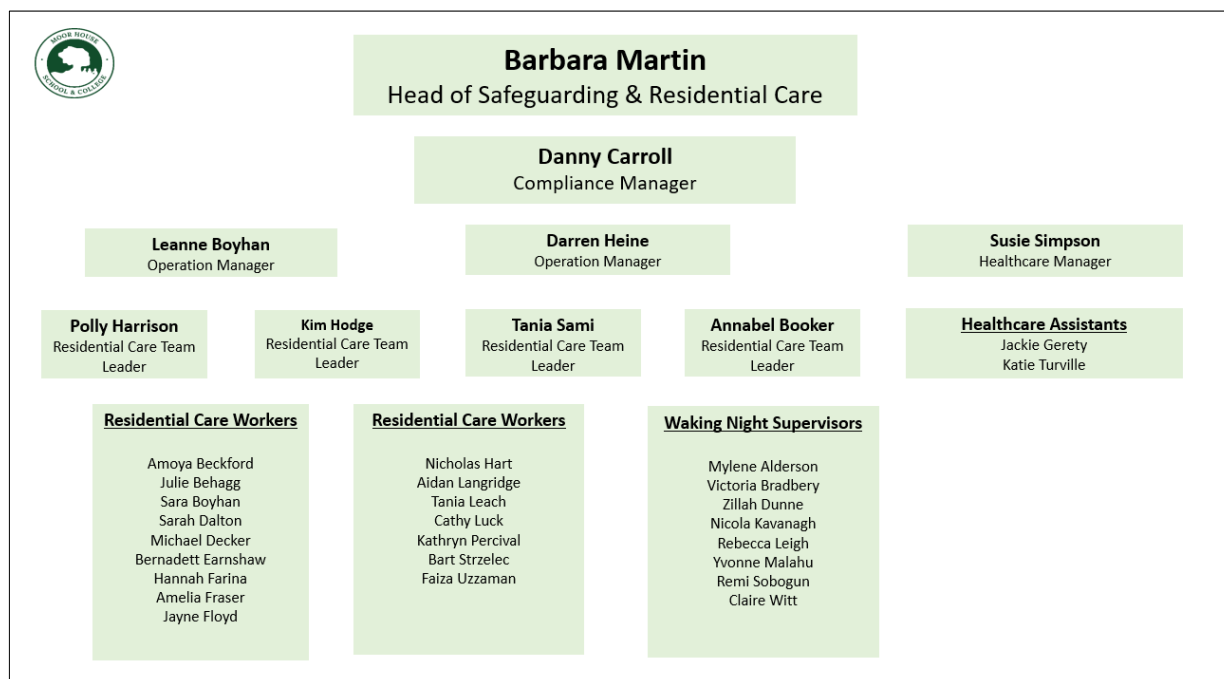 MOOR HOUSE
SCHOOL & COLLEGE
Barbara Martin
Head of Safeguarding & Residential Care
Danny Carroll
Compliance Manager
Leanne Boyhan
Operation Manager
Darren Heine
Operation Manager
Susie Simpson
Healthcare Manager
Polly Harrison
Residential Care Team
Leader
Kim Hodge
Residential Care Team
Leader
Tania Sami
Residential Care Team
Leader
Annabel Booker
Residential Care Team
Leader
Healthcare Assistants
Jackie Gerety
Katie Turville
Residential Care Workers
Amoya Beckford
Julie Behagg
Sara Boyhan
Sarah Dalton
Michael Decker
Bernadett Earnshaw
Hannah Farina
Amelia Fraser
Jayne Floyd
Residential Care Workers
Nicholas Hart
Aidan Langridge
Tania Leach
Cathy Luck
Kathryn Percival
Bart Strzelec
Faiza Uzzaman
Waking Night Supervisors
Mylene Alderson
Victoria Bradbery
Zillah Dunne
Nicola Kavanagh
Rebecca Leigh
Yvonne Malahu
Remi Sobogun
Claire Witt